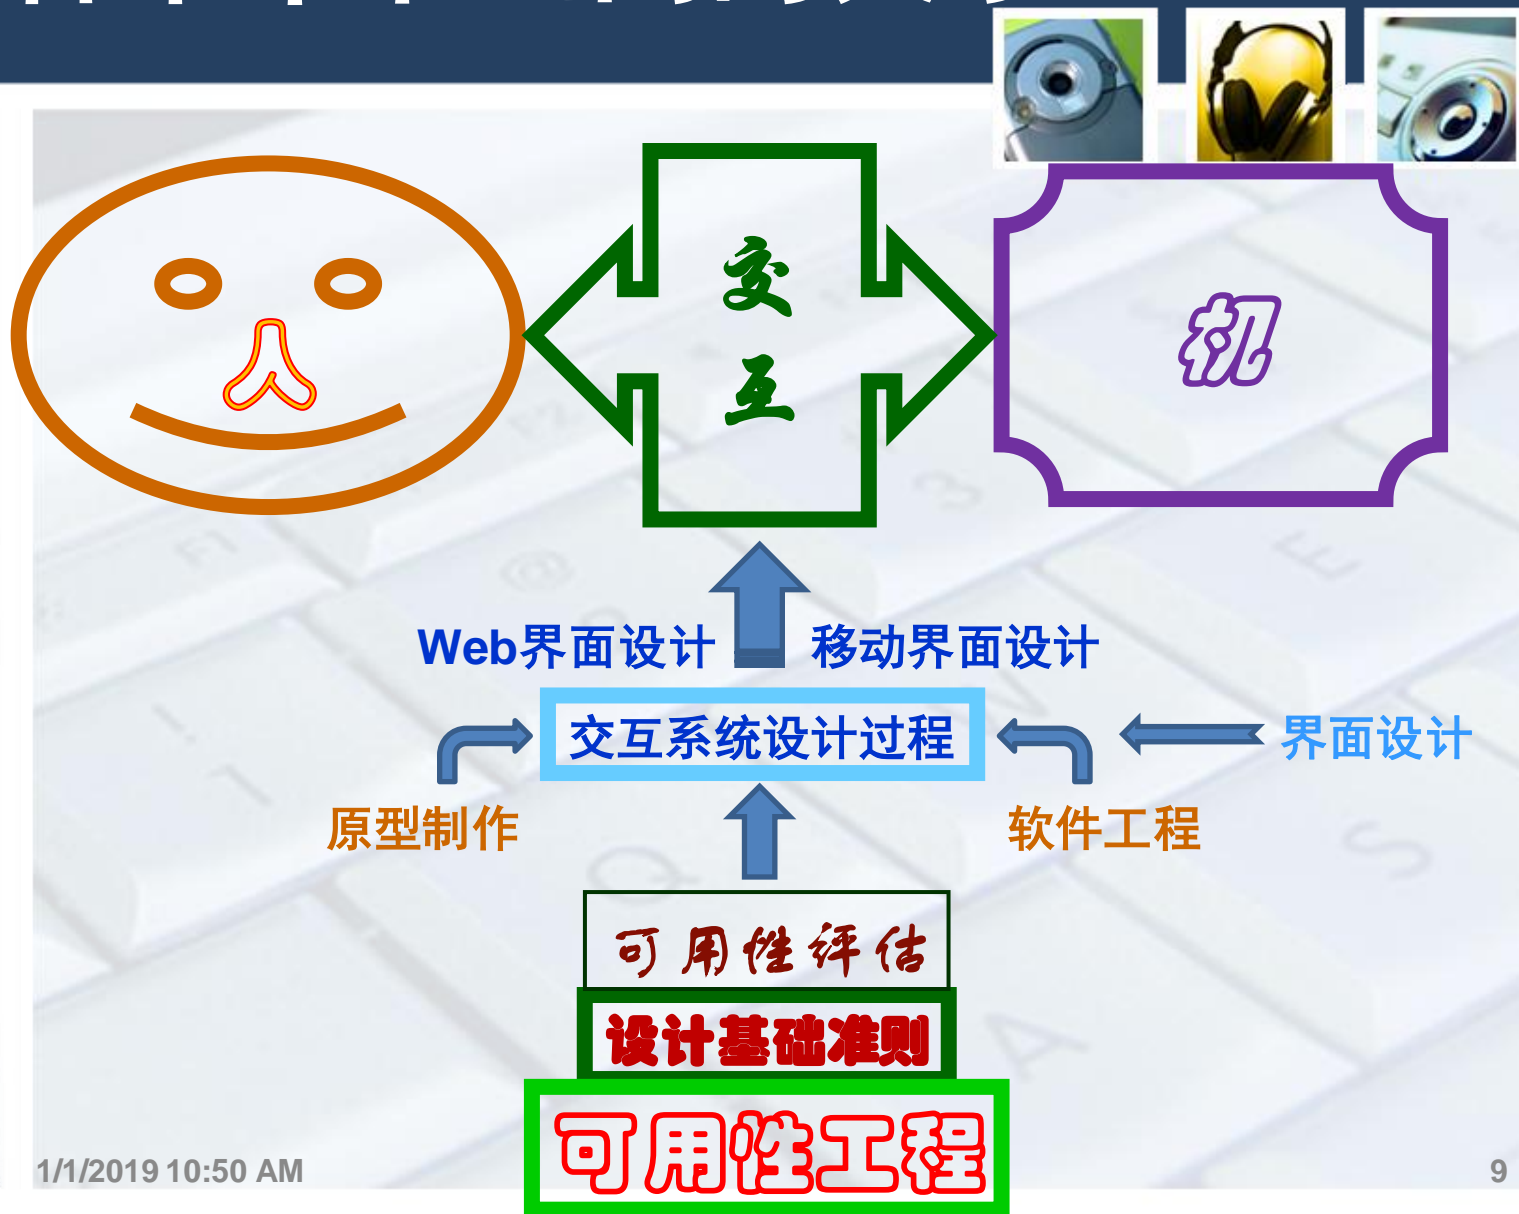 人
交
互
机
Web界面设计 移动界面设计
交互系统设计过程
界面设计
原型制作
软件工程
可用性评估
设计基础准则
可用性工程
1/1/2019 10:50 AM
9